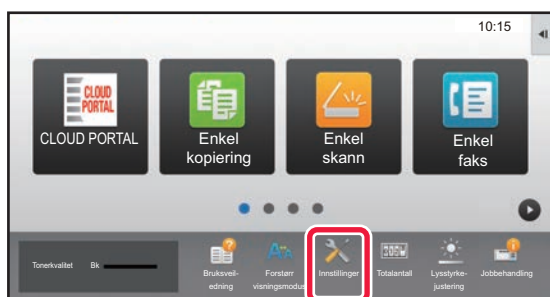 10:15
CLOUD
PORTAL
CLOUD PORTAL
Enkel
kopiering
Enkel
skann
Enkel
faks
Tonerkvalitet Bk
Bruksveil-
edning
Forstørr
visningsmodus
Innstillinger
Totalantall
Lysstyrke-
justering
Jobbehandling